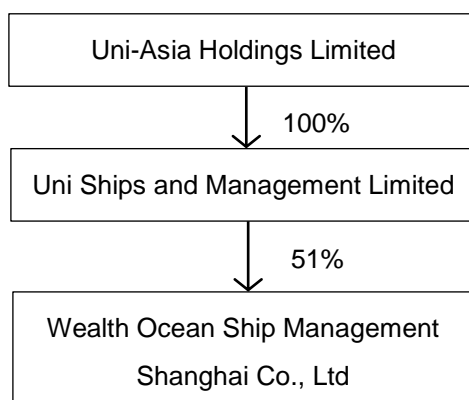 Uni-Asia Holdings Limited
100%
Uni Ships and Management Limited
51%
Wealth Ocean Ship Management
Shanghai Co., Ltd